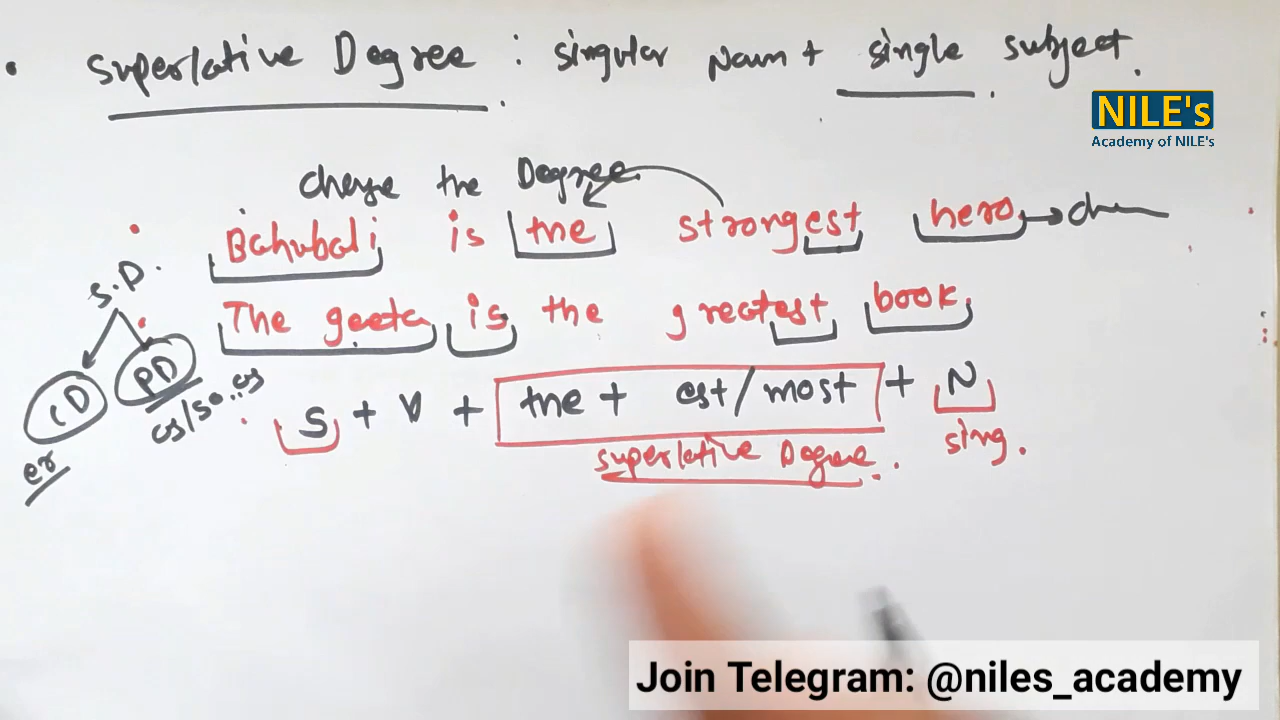 • Superlative Degree : singular Noun + single subject.
NILE's
Academy of NILE's
change the Degree.
• Bahubali is the strongest hero →
S.D.
• The geeta is the greatest book.
CD PD
S + V + the + est/most + N
as/so..as
er
superlative Degree. sing.
Join Telegram: @niles_academy